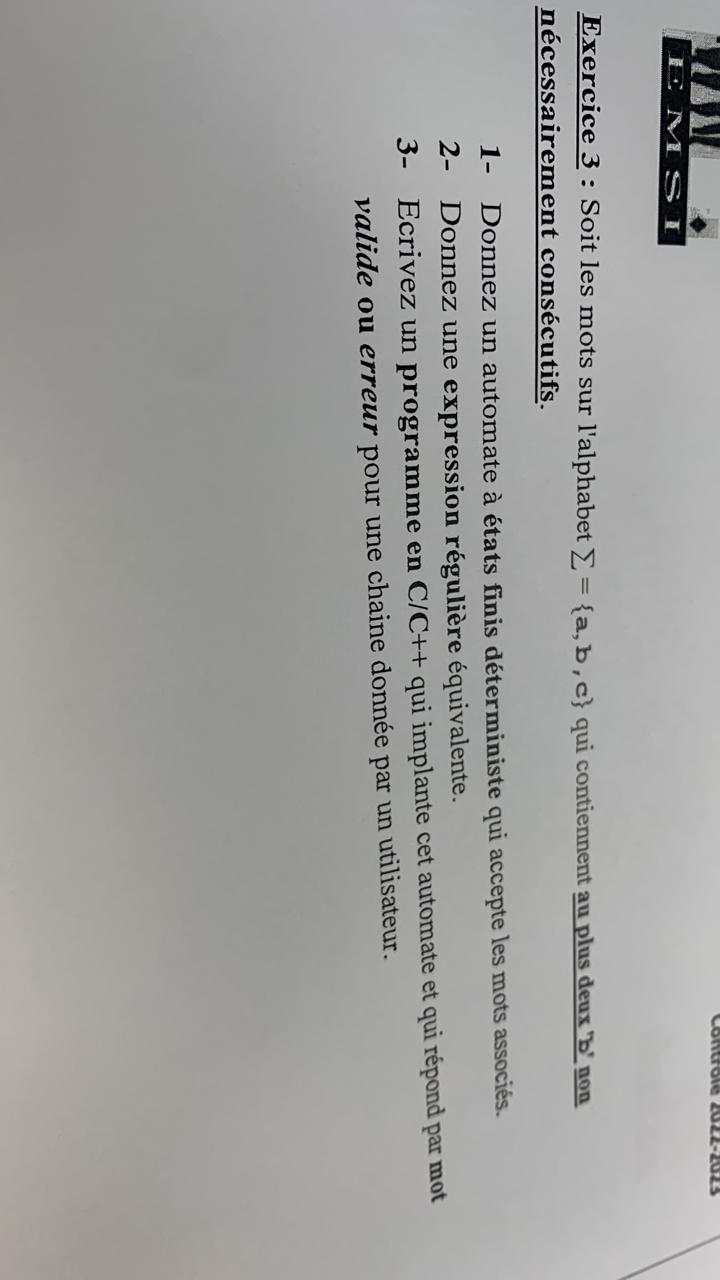 EMSI
Contrôle 2022-2023
Exercice 3 : Soit les mots sur l'alphabet ∑ = {a, b, c} qui contiennent au plus deux 'b' non
nécessairement consécutifs.
1- Donnez un automate à états finis déterministe qui accepte les mots associés.
2- Donnez une expression régulière équivalente.
3- Ecrivez un programme en C/C++ qui implante cet automate et qui répond par mot
valide ou erreur pour une chaine donnée par un utilisateur.